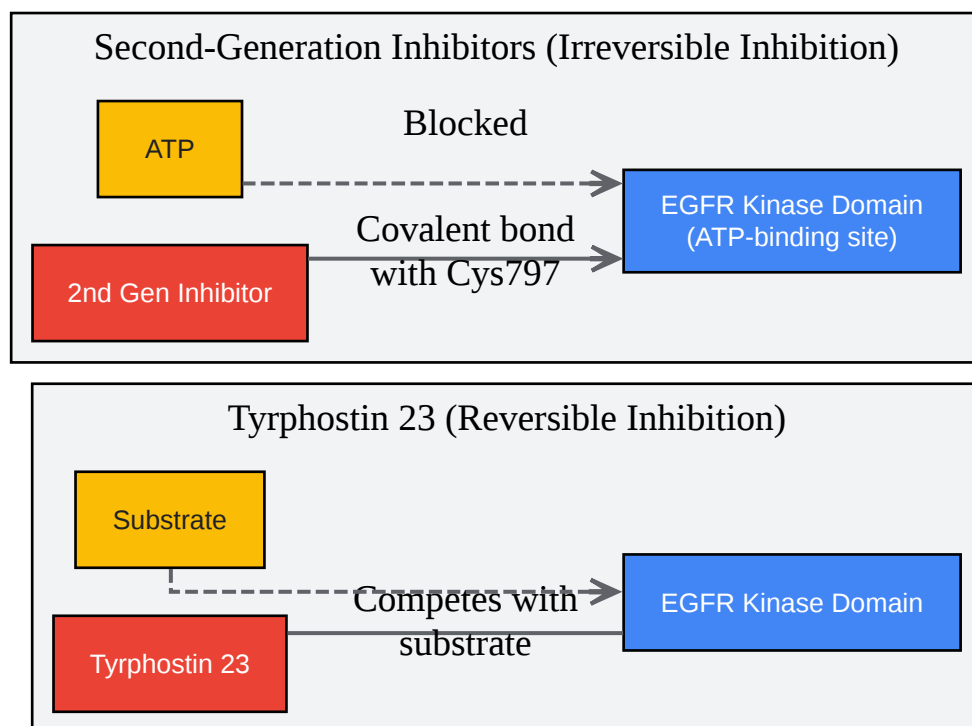 Second-Generation Inhibitors (Irreversible Inhibition)
ATP
Blocked
EGFR Kinase Domain
(ATP-binding site)
Covalent bond
with Cys797
2nd Gen Inhibitor
Tyrphostin 23 (Reversible Inhibition)
Substrate
Competes with
substrate
EGFR Kinase Domain
Tyrphostin 23